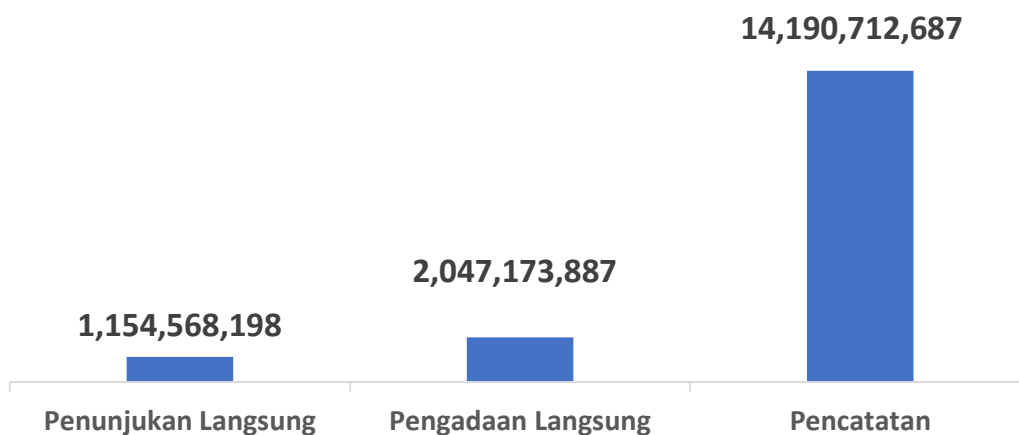 14,190,712,687
2,047,173,887
1,154,568,198
Penunjukan Langsung
Pengadaan Langsung
Pencatatan